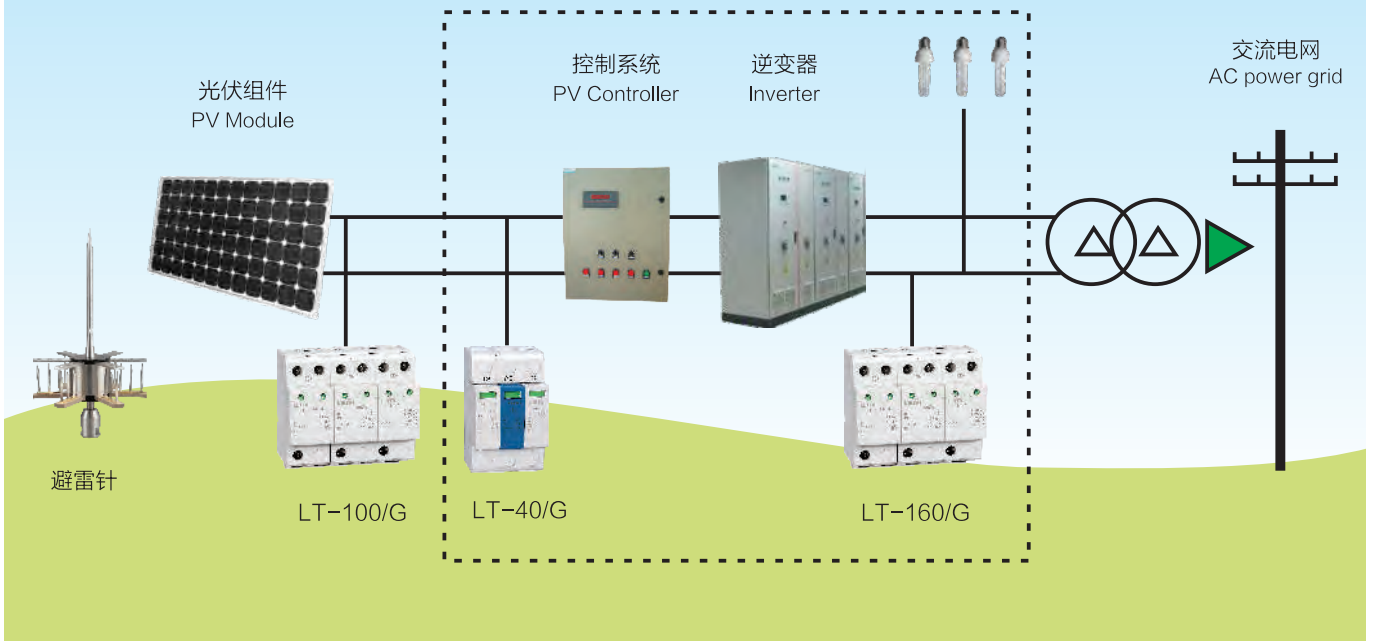 光伏组件
PV Module
控制系统
PV Controller
逆变器
Inverter
交流电网
AC power grid
避雷针
LT-100/G
LT-40/G
LT-160/G